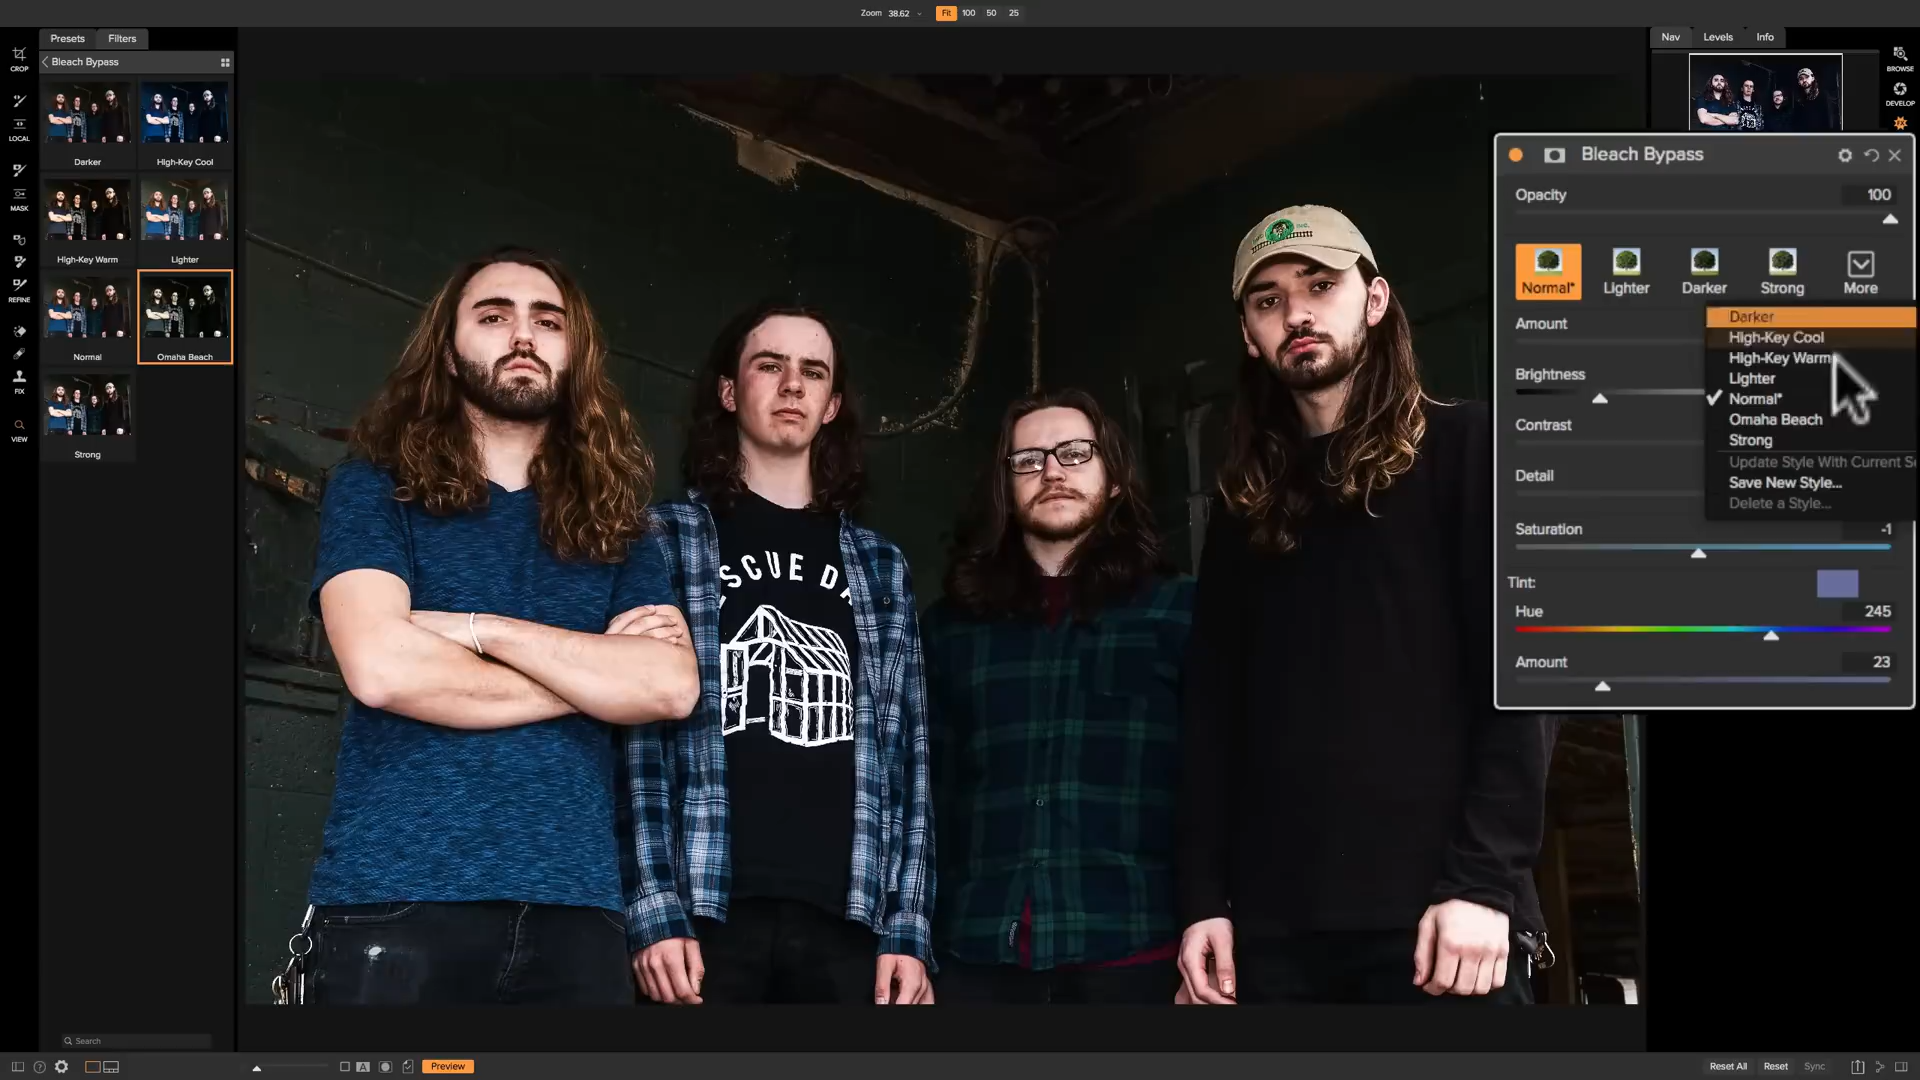 Zoom 38.62 Fit 100 50 25
Presets Filters
Bleach Bypass
Darker High-Key Cool
High-Key Warm Lighter
Normal Omaha Beach
Strong
Search
CROP
LOCAL
MASK
REFINE
FIX
VIEW
SCUE D
INC.
Nav Levels Info
BROWSE
DEVELOP
Bleach Bypass
Opacity 100
Normal* Lighter Darker Strong More
Amount
Brightness
Contrast
Detail
Darker
High-Key Cool
High-Key Warm
Lighter
Normal*
Omaha Beach
Strong
Update Style With Current Se
Save New Style...
Delete a Style...
Saturation -1
Tint:
Hue 245
Amount 23
A Preview
Reset All Reset Sync